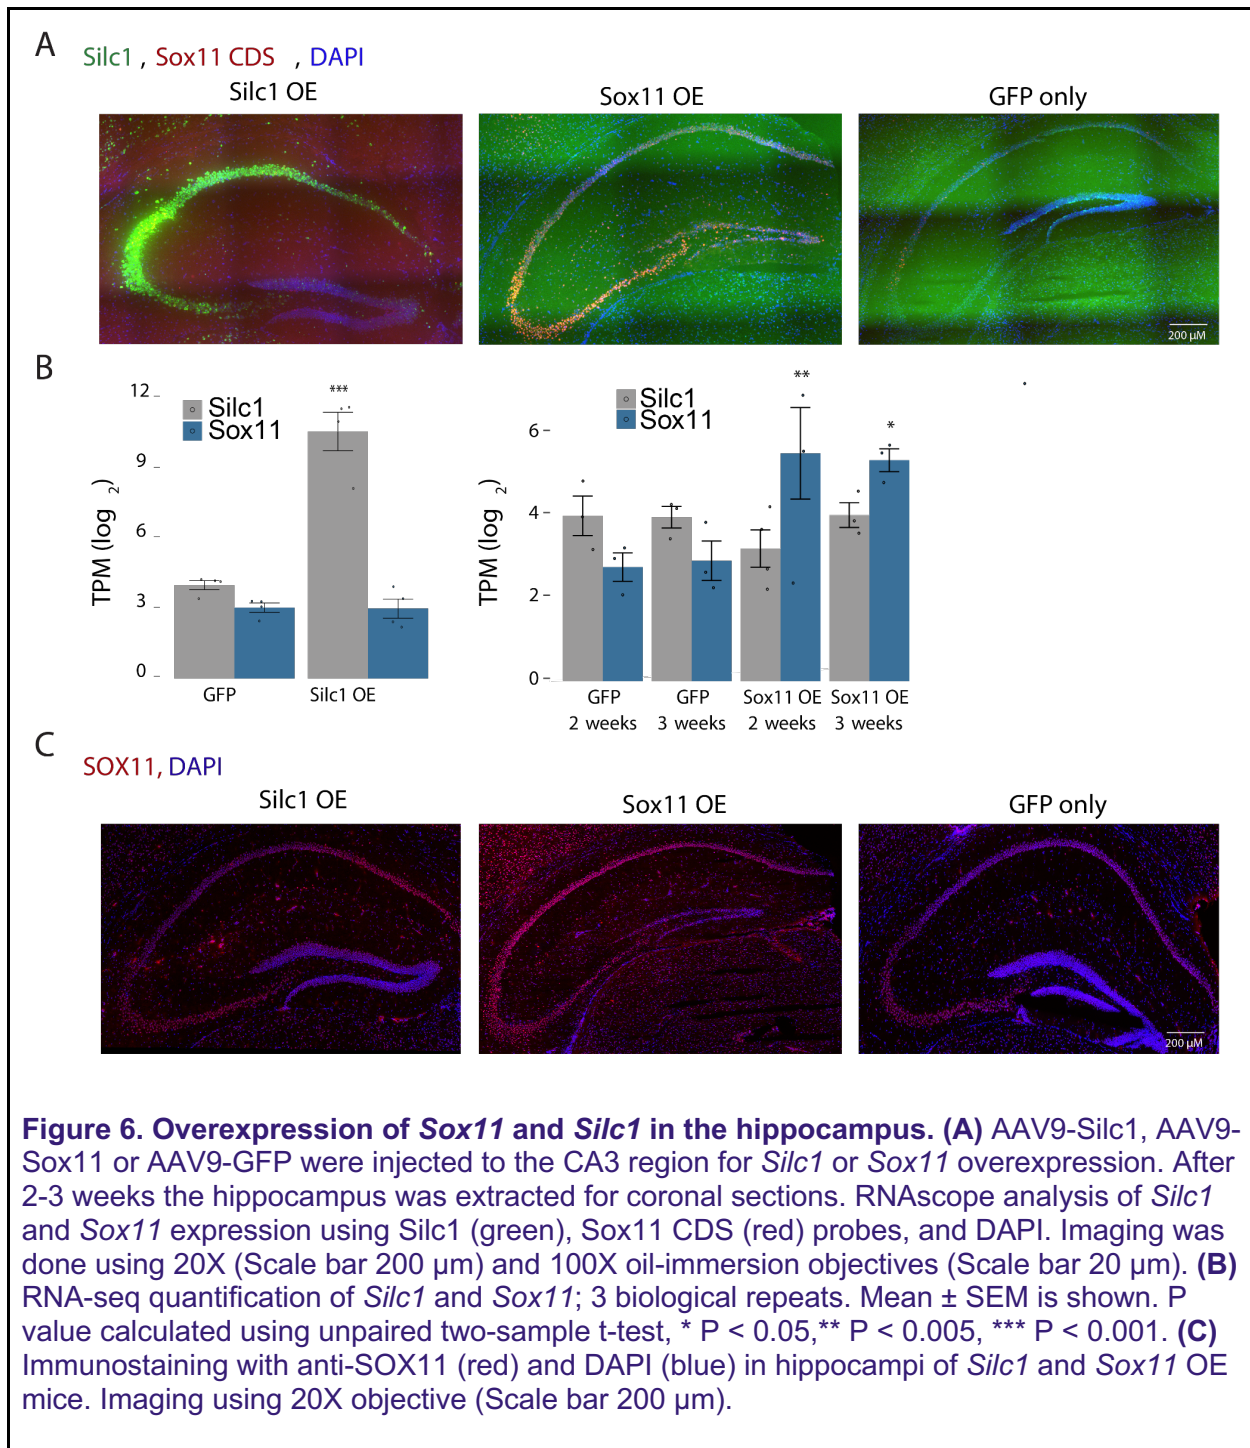 A
Silc1 , Sox11 CDS , DAPI
Silc1 OE
Sox11 OE
GFP only
200 µM
B
TPM (log 2)
12
9
6
3
0
***
Silc1
Sox11
GFP
Silc1 OE
TPM (log 2)
6
4
2
0
Silc1
Sox11
**
*
GFP
2 weeks
GFP
3 weeks
Sox11 OE
2 weeks
Sox11 OE
3 weeks
C
SOX11, DAPI
Silc1 OE
Sox11 OE
GFP only
200 µM
Figure 6. Overexpression of Sox11 and Silc1 in the hippocampus. (A) AAV9-Silc1, AAV9-
Sox11 or AAV9-GFP were injected to the CA3 region for Silc1 or Sox11 overexpression. After
2-3 weeks the hippocampus was extracted for coronal sections. RNAscope analysis of Silc1
and Sox11 expression using Silc1 (green), Sox11 CDS (red) probes, and DAPI. Imaging was
done using 20X (Scale bar 200 µm) and 100X oil-immersion objectives (Scale bar 20 µm). (B)
RNA-seq quantification of Silc1 and Sox11; 3 biological repeats. Mean ± SEM is shown. P
value calculated using unpaired two-sample t-test, * P < 0.05,** P < 0.005, *** P < 0.001. (C)
Immunostaining with anti-SOX11 (red) and DAPI (blue) in hippocampi of Silc1 and Sox11 OE
mice. Imaging using 20X objective (Scale bar 200 µm).